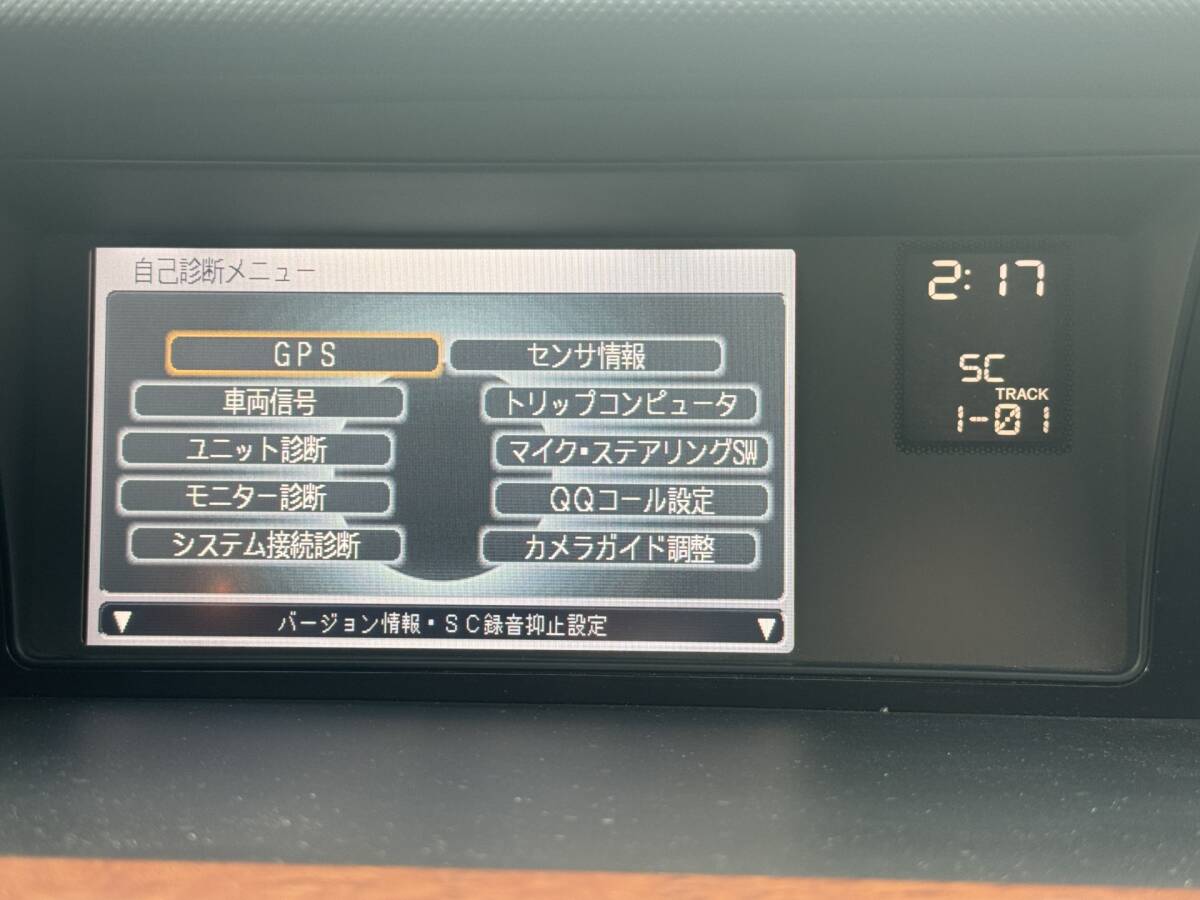 自己診断メニュー
GPS
センサ情報
車両信号
トリップコンピュータ
ユニット診断
マイク・ステアリングSW
モニター診断
QQコール設定
システム接続診断
カメラガイド調整
▼ バージョン情報・SC録音抑止設定 ▼
2:17
SC
TRACK
1-01